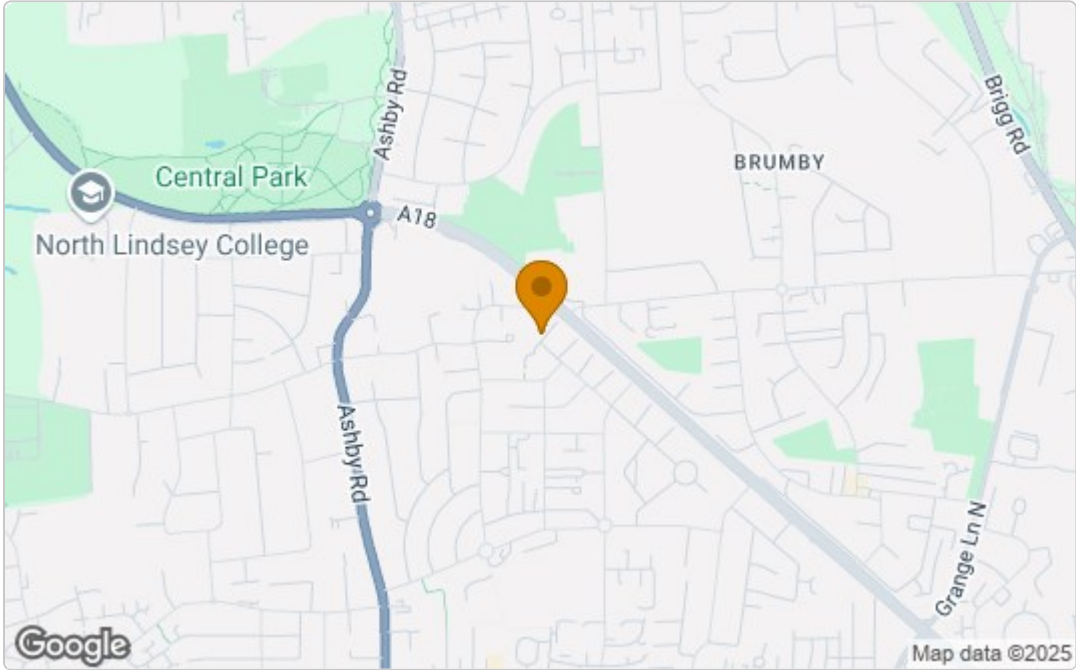 Ashby Rd
Brigg Rd
BRUMBY
Central Park
A18
North Lindsey College
Ashby Rd
Grange Ln N
Google
Map data ©2025